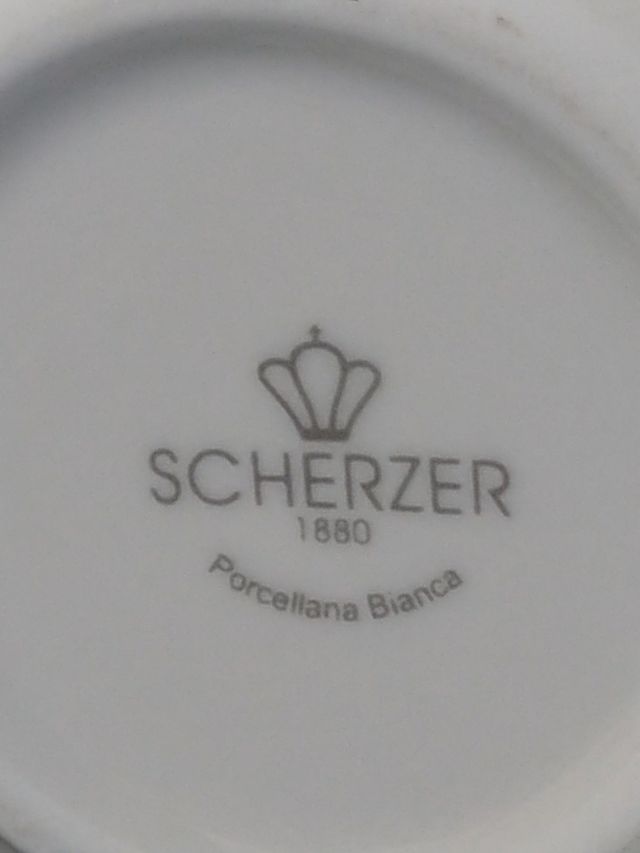 SCHERZER
1880
Porcellana Bianca